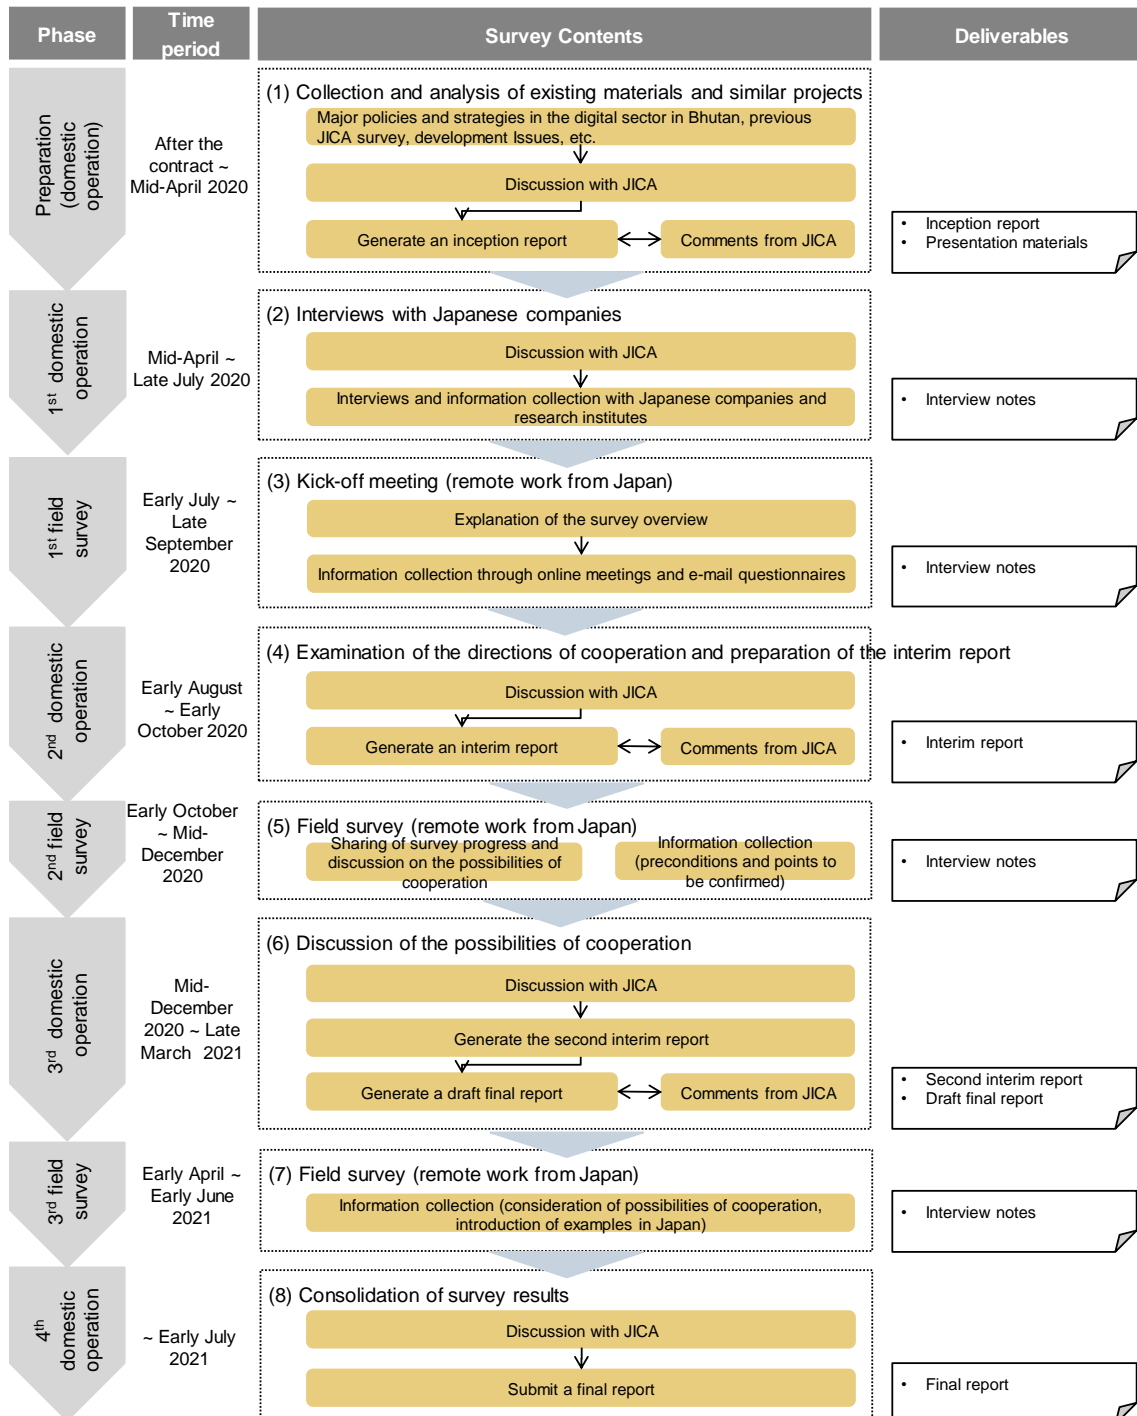 Phase
Time
period
Survey Contents
Deliverables
Preparation
(domestic
operation)
After the
contract ~
Mid-April 2020
(1) Collection and analysis of existing materials and similar projects
Major policies and strategies in the digital sector in Bhutan, previous
JICA survey, development Issues, etc.
Discussion with JICA
Generate an inception report
Comments from JICA
• Inception report
• Presentation materials
1st domestic
operation
Mid-April ~
Late July 2020
(2) Interviews with Japanese companies
Discussion with JICA
Interviews and information collection with Japanese companies and
research institutes
• Interview notes
1st field
survey
Early July ~
Late
September
2020
(3) Kick-off meeting (remote work from Japan)
Explanation of the survey overview
Information collection through online meetings and e-mail questionnaires
• Interview notes
2nd domestic
operation
Early August
~ Early
October 2020
(4) Examination of the directions of cooperation and preparation of the interim report
Discussion with JICA
Generate an interim report
Comments from JICA
• Interim report
2nd field
survey
Early October
~ Mid-
December
2020
(5) Field survey (remote work from Japan)
Sharing of survey progress and
discussion on the possibilities of
cooperation
Information collection
(preconditions and points to
be confirmed)
• Interview notes
3rd domestic
operation
Mid-
December
2020 ~ Late
March 2021
(6) Discussion of the possibilities of cooperation
Discussion with JICA
Generate the second interim report
Generate a draft final report
Comments from JICA
• Second interim report
• Draft final report
3rd field
survey
Early April ~
Early June
2021
(7) Field survey (remote work from Japan)
Information collection (consideration of possibilities of cooperation,
introduction of examples in Japan)
• Interview notes
4th
domestic
operation
~ Early July
2021
(8) Consolidation of survey results
Discussion with JICA
Submit a final report
• Final report